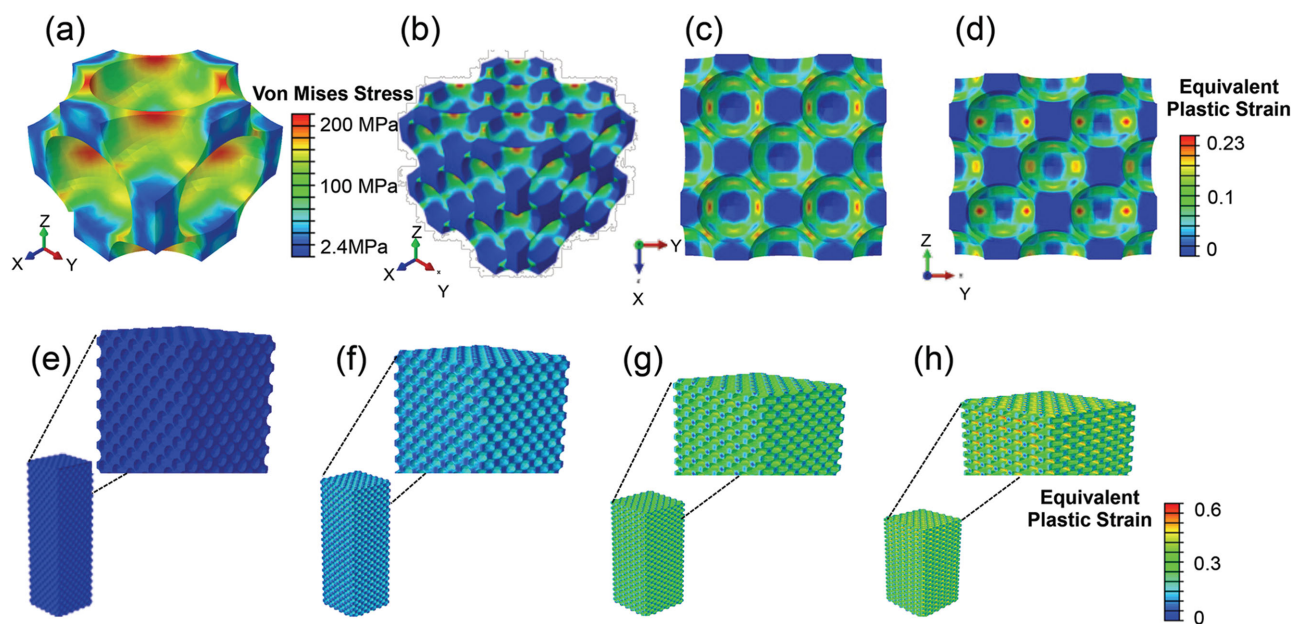 (a)
(b)
(c)
(d)
Von Mises Stress
200 MPa
100 MPa
2.4MPa
Equivalent
Plastic Strain
0.23
0.1
0
Z
X
Y
Z
X
Y
Y
X
Z
Y
(e)
(f)
(g)
(h)
Equivalent
Plastic Strain
0.6
0.3
0